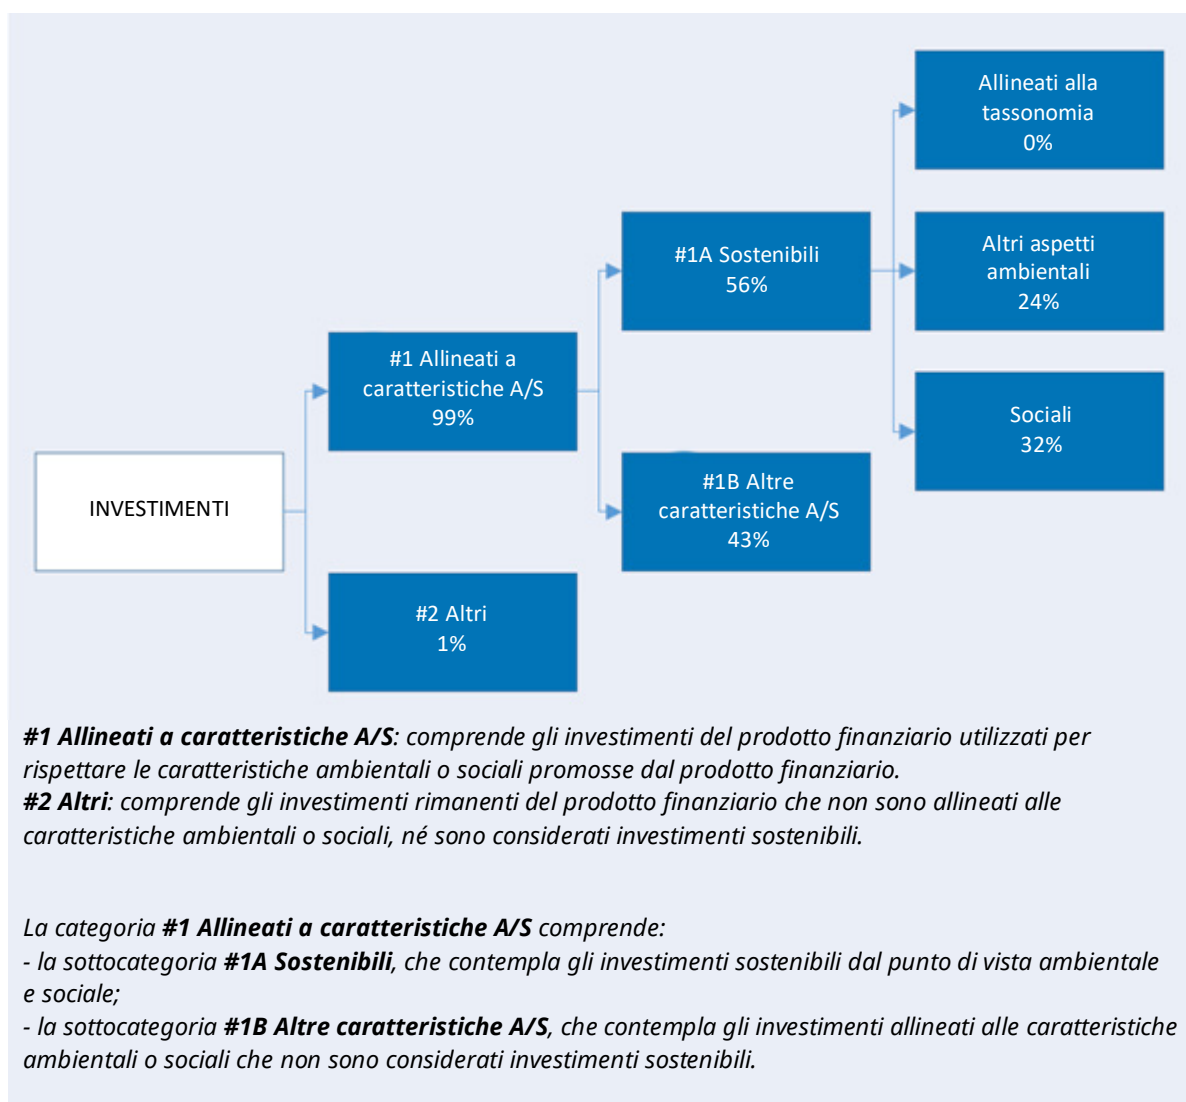 Allineati alla
tassonomia
0%
#1A Sostenibili
56%
Altri aspetti
ambientali
24%
#1 Allineati a
caratteristiche A/S
99%
Sociali
32%
INVESTIMENTI
#1B Altre
caratteristiche A/S
43%
#2 Altri
1%
#1 Allineati a caratteristiche A/S: comprende gli investimenti del prodotto finanziario utilizzati per
rispettare le caratteristiche ambientali o sociali promosse dal prodotto finanziario.
#2 Altri: comprende gli investimenti rimanenti del prodotto finanziario che non sono allineati alle
caratteristiche ambientali o sociali, né sono considerati investimenti sostenibili.
La categoria #1 Allineati a caratteristiche A/S comprende:
- la sottocategoria #1A Sostenibili, che contempla gli investimenti sostenibili dal punto di vista ambientale
e sociale;
- la sottocategoria #1B Altre caratteristiche A/S, che contempla gli investimenti allineati alle caratteristiche
ambientali o sociali che non sono considerati investimenti sostenibili.